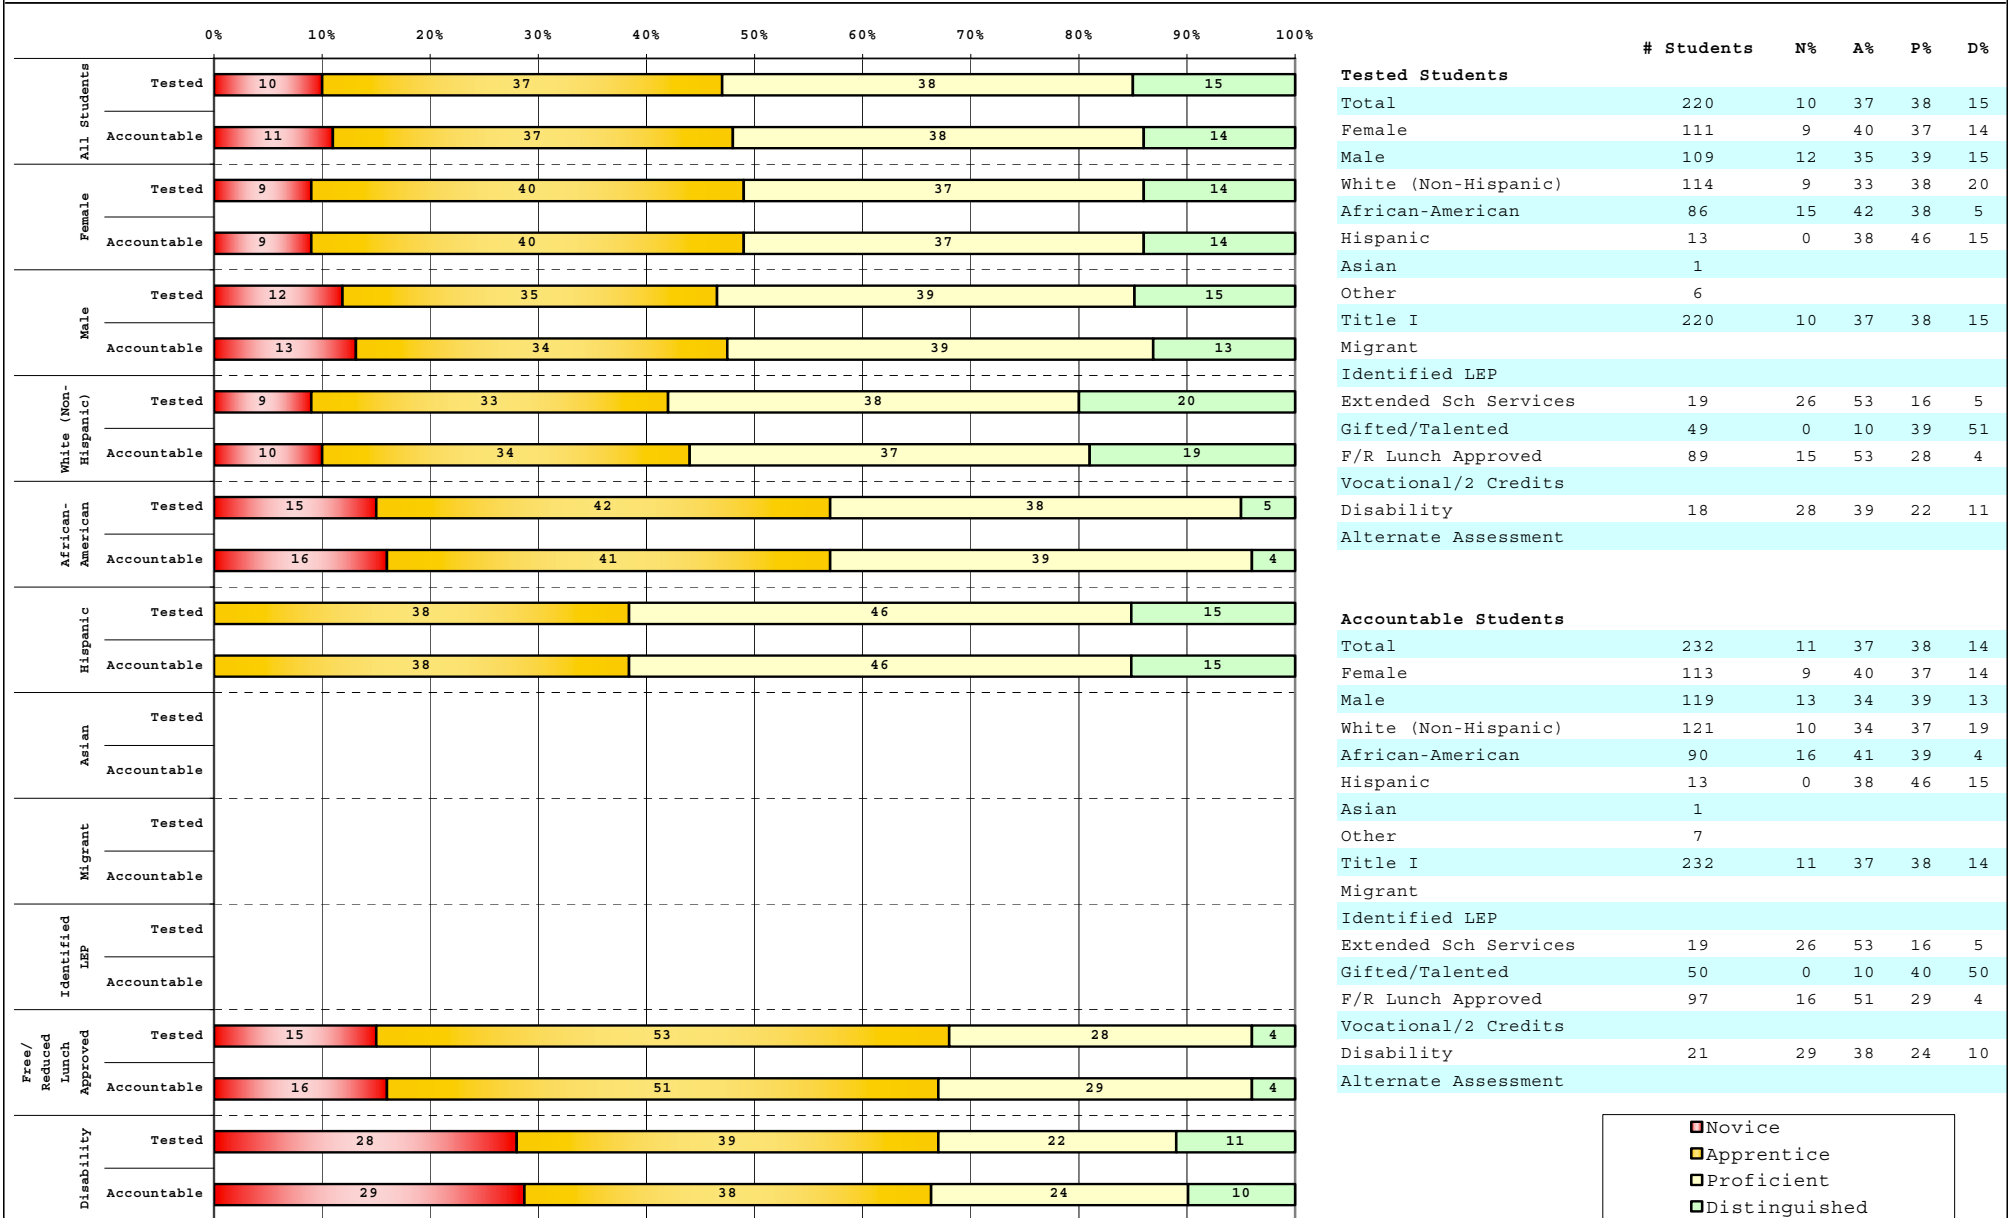 0% 10% 20% 30% 40% 50% 60% 70% 80% 90% 100%
All Students
Tested 10 37 38 15
Accountable 11 37 38 14
Female
Tested 9 40 37 14
Accountable 9 40 37 14
Male
Tested 12 35 39 15
Accountable 13 34 39 13
White (Non-
Hispanic)
Tested 9 33 38 20
Accountable 10 34 37 19
African-
American
Tested 15 42 38 5
Accountable 16 41 39 4
Hispanic
Tested 38 46 15
Accountable 38 46 15
Asian
Tested
Accountable
Migrant
Tested
Accountable
Identified
LEP
Tested
Accountable
Free/
Reduced
Lunch
Approved
Tested 15 53 28 4
Accountable 16 51 29 4
Disability
Tested 28 39 22 11
Accountable 29 38 24 10
# Students N% A% P% D%
Tested Students
Total 220 10 37 38 15
Female 111 9 40 37 14
Male 109 12 35 39 15
White (Non-Hispanic) 114 9 33 38 20
African-American 86 15 42 38 5
Hispanic 13 0 38 46 15
Asian 1
Other 6
Title I 220 10 37 38 15
Migrant
Identified LEP
Extended Sch Services 19 26 53 16 5
Gifted/Talented 49 0 10 39 51
F/R Lunch Approved 89 15 53 28 4
Vocational/2 Credits
Disability 18 28 39 22 11
Alternate Assessment
Accountable Students
Total 232 11 37 38 14
Female 113 9 40 37 14
Male 119 13 34 39 13
White (Non-Hispanic) 121 10 34 37 19
African-American 90 16 41 39 4
Hispanic 13 0 38 46 15
Asian 1
Other 7
Title I 232 11 37 38 14
Migrant
Identified LEP
Extended Sch Services 19 26 53 16 5
Gifted/Talented 50 0 10 40 50
F/R Lunch Approved 97 16 51 29 4
Vocational/2 Credits
Disability 21 29 38 24 10
Alternate Assessment
Novice
Apprentice
Proficient
Distinguished